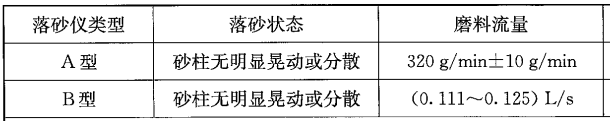 落砂仪类型 落砂状态 磨料流量
A型 砂柱无明显晃动或分散 320 g/min±10 g/min
B型 砂柱无明显晃动或分散 (0.111～0.125) L/s